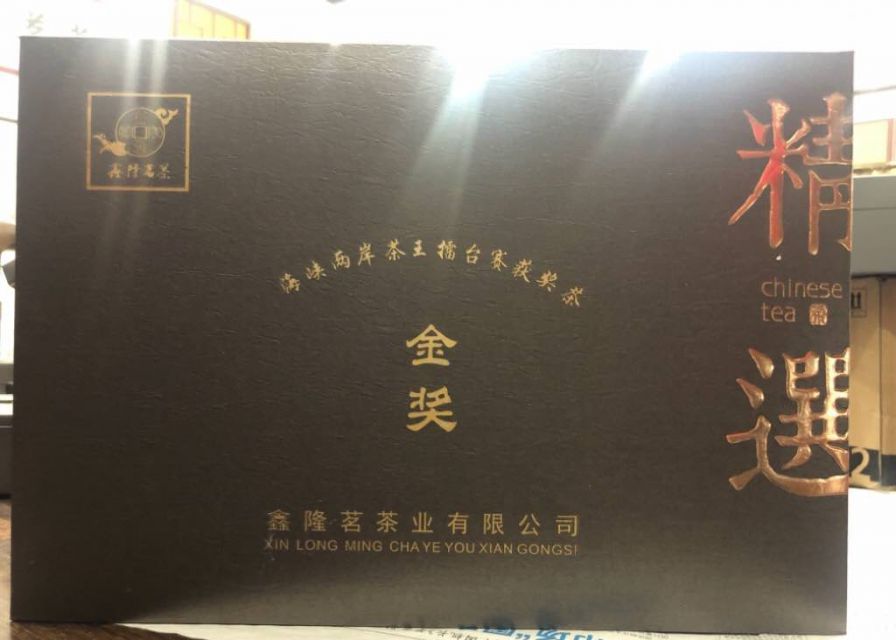 鑫隆茗茶
海峡两岸茶王擂台赛获奖茶
金
奖
鑫隆茗茶业有限公司
XIN LONG MING CHA YE YOU XIAN GONGSI
精
chinese
tea 茶
選
2